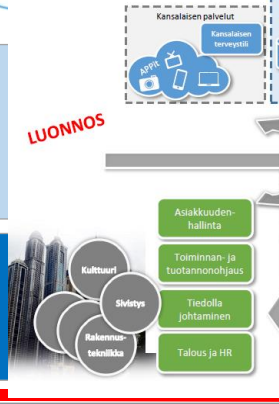 Kansalaisen palvelut
Kansalaisen
terveystili
APPit
LUONNOS
Asiakkuuden-
hallinta
Toiminnan- ja
tuotannonohjaus
Kulttuuri
Sivistys
Tiedolla
johtaminen
Rakennus-
tekniikka
Talous ja HR